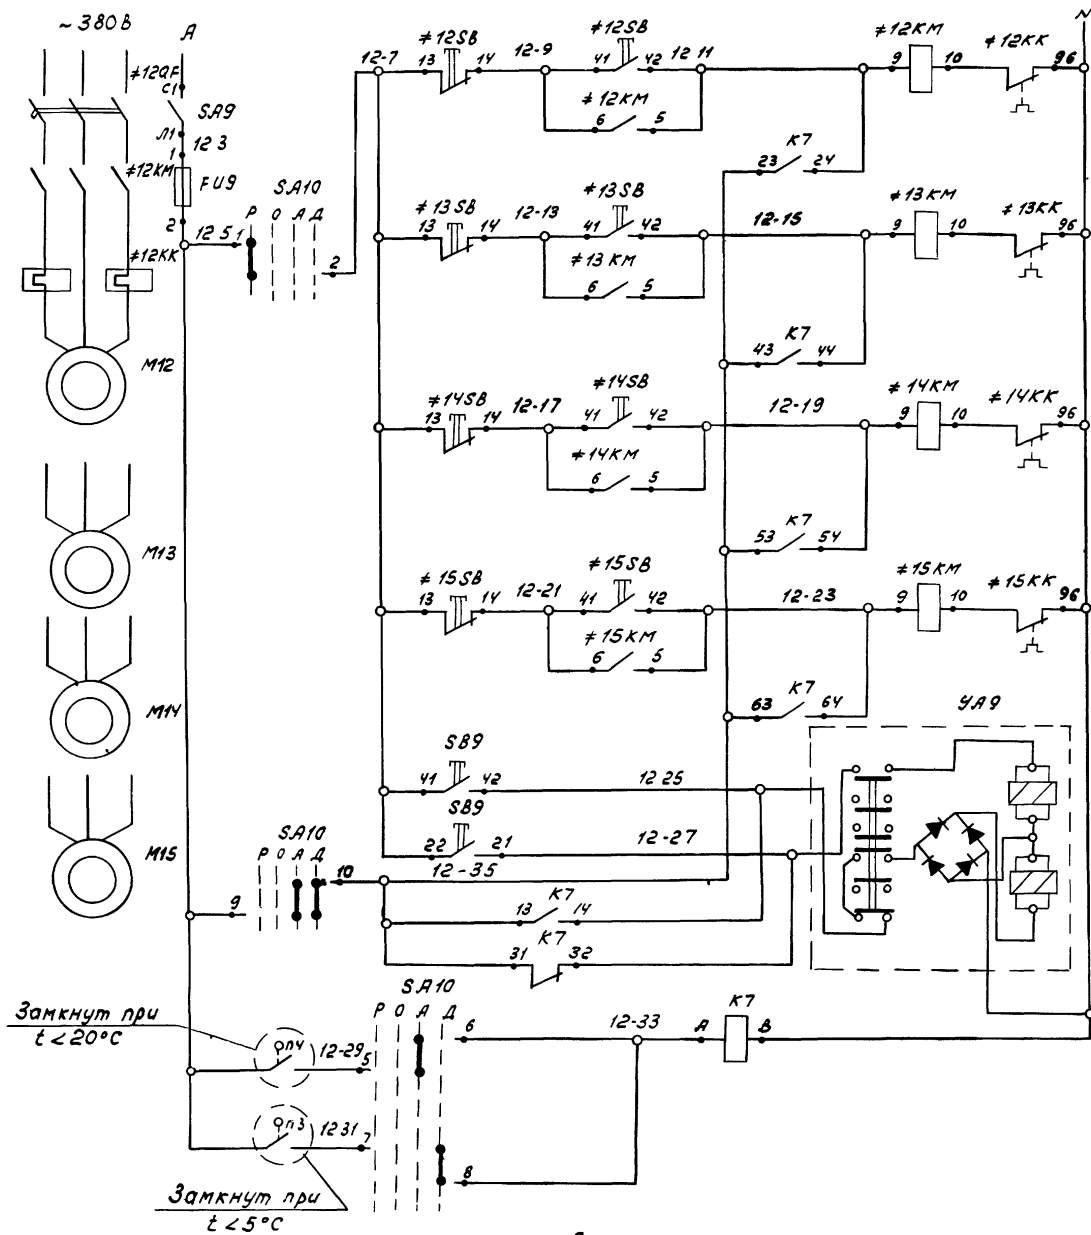 ~380В
А
N
≠12QF
С1
SA9
Л1
1
12 3
≠12КМ
FU9
2
12 5 1
≠12КК
SA10
Р О А Д
2
12-7
≠12SB
13 14
12-9
≠12SB
41 42
12 11
≠12КМ
6 5
≠12КМ
9 10
≠12КК
96
К7
23 24
≠13SB
13 14
12-13
≠13SB
41 42
12-15
≠13КМ
6 5
≠13КМ
9 10
≠13КК
96
К7
43 44
М12
≠14SB
13 14
12-17
≠14SB
41 42
12-19
≠14КМ
6 5
≠14КМ
9 10
≠14КК
96
К7
53 54
М13
≠15SB
13 14
12-21
≠15SB
41 42
12-23
≠15КМ
6 5
≠15КМ
9 10
≠15КК
96
К7
63 64
М14
YA9
SB9
41 42
12 25
SB9
22 21
12-27
М15
SA10
Р О А Д
10
12-35
9
К7
13 14
К7
31 32
SA10
Р О А Д
Замкнут при
t<20°C
П4
12-29
5
6
12-33
К7
А В
П3
12 31
7
8
Замкнут при
t<5°C